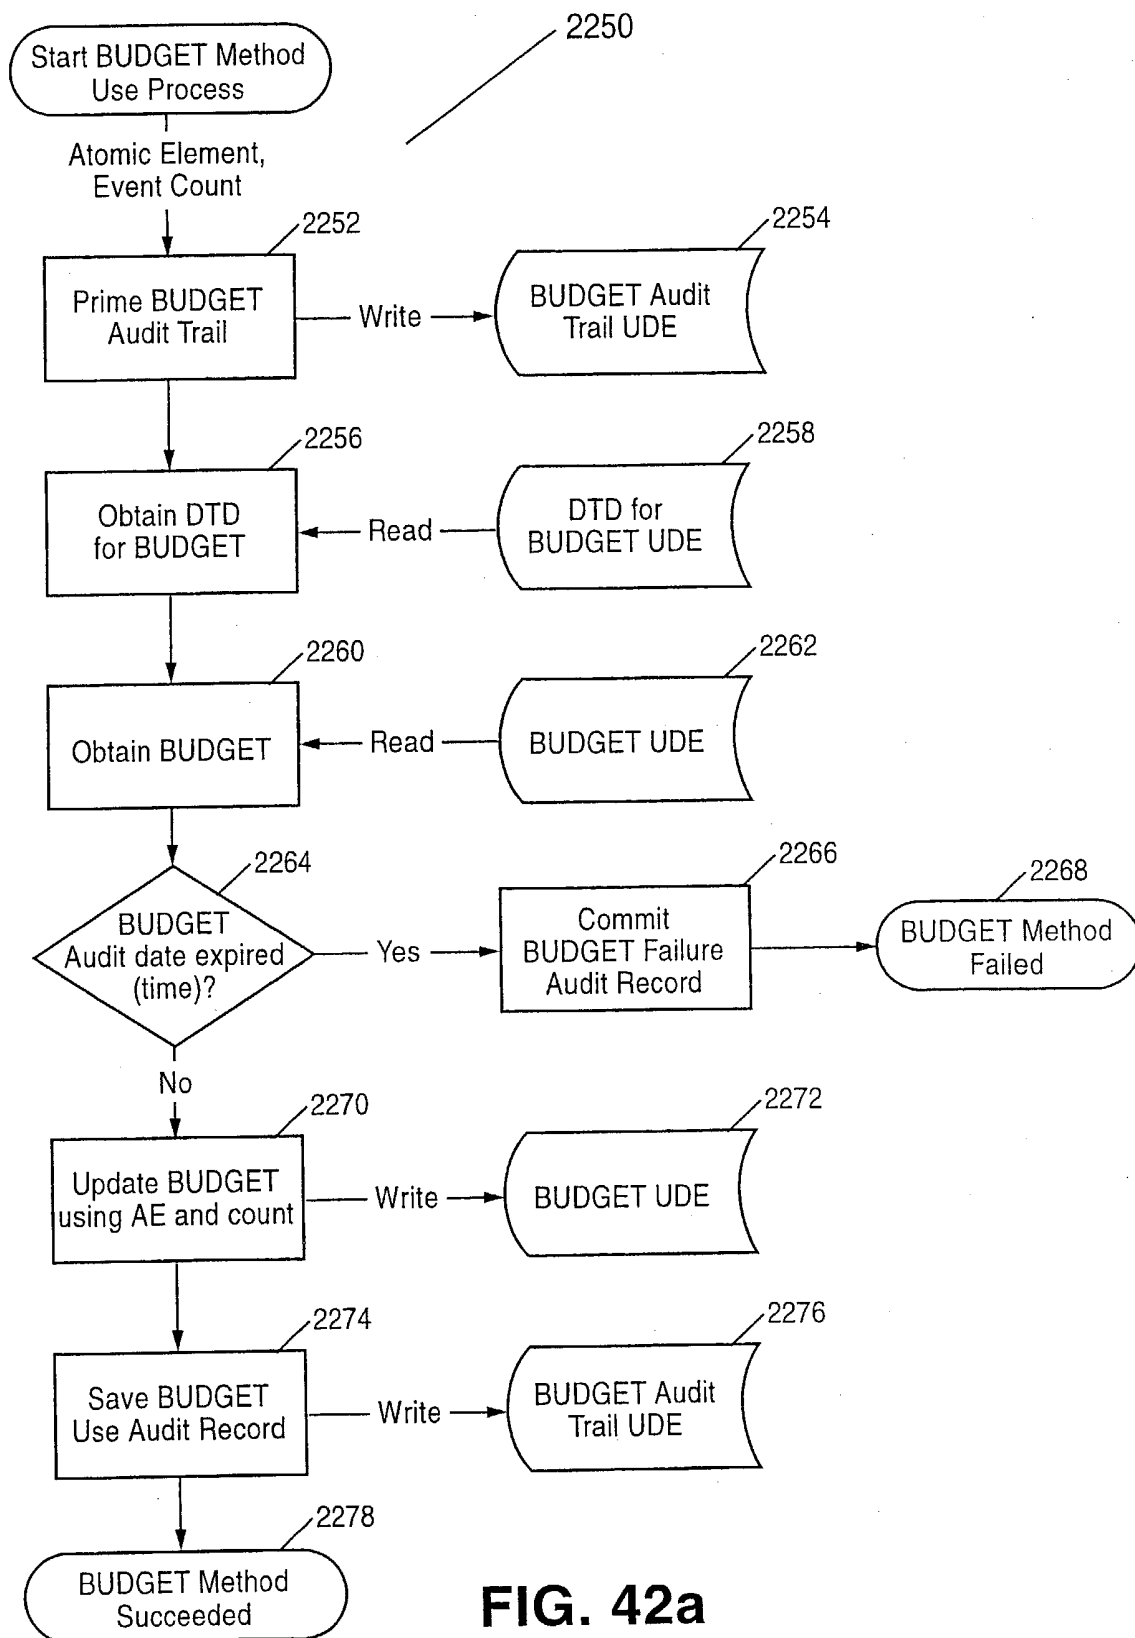 2250
Start BUDGET Method
Use Process
Atomic Element,
Event Count
2252
2254
Prime BUDGET
Audit Trail
Write
BUDGET Audit
Trail UDE
2256
2258
Obtain DTD
for BUDGET
Read
DTD for
BUDGET UDE
2260
2262
Obtain BUDGET
Read
BUDGET UDE
2264
2266
2268
BUDGET
Audit date expired
(time)?
Yes
Commit
BUDGET Failure
Audit Record
BUDGET Method
Failed
No
2270
2272
Update BUDGET
using AE and count
Write
BUDGET UDE
2274
2276
Save BUDGET
Use Audit Record
Write
BUDGET Audit
Trail UDE
2278
BUDGET Method
Succeeded
FIG. 42a